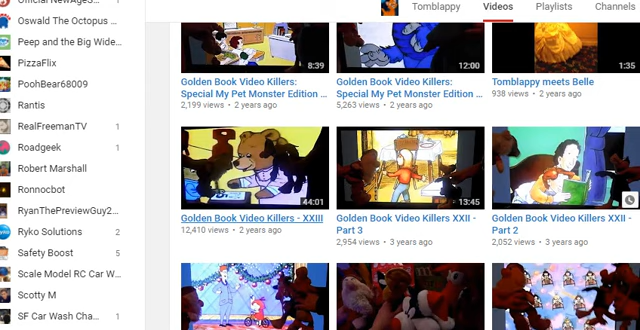 Official NewAgeS...
Oswald The Octopus ...
Peep and the Big Wide...
PizzaFlix
PoohBear68009
Rantis
RealFreemanTV 1
Roadgeek 1
Robert Marshall
Ronnocbot
RyanThePreviewGuy2...
Ryko Solutions 2
Safety Boost 5
Scale Model RC Car W...
Scotty M
SF Car Wash Cha... 1
Tomblappy Videos Playlists Channels
8:39 12:00 1:35
Golden Book Video Killers: Golden Book Video Killers: Tomblappy meets Belle
Special My Pet Monster Edition ... Special My Pet Monster Edition ... 938 views • 2 years ago
2,199 views • 2 years ago 5,263 views • 2 years ago
44:01 13:45
Golden Book Video Killers - XXIII Golden Book Video Killers XXII - Golden Book Video Killers XXII -
12,410 views • 2 years ago Part 3 Part 2
2,954 views • 3 years ago 2,052 views • 3 years ago